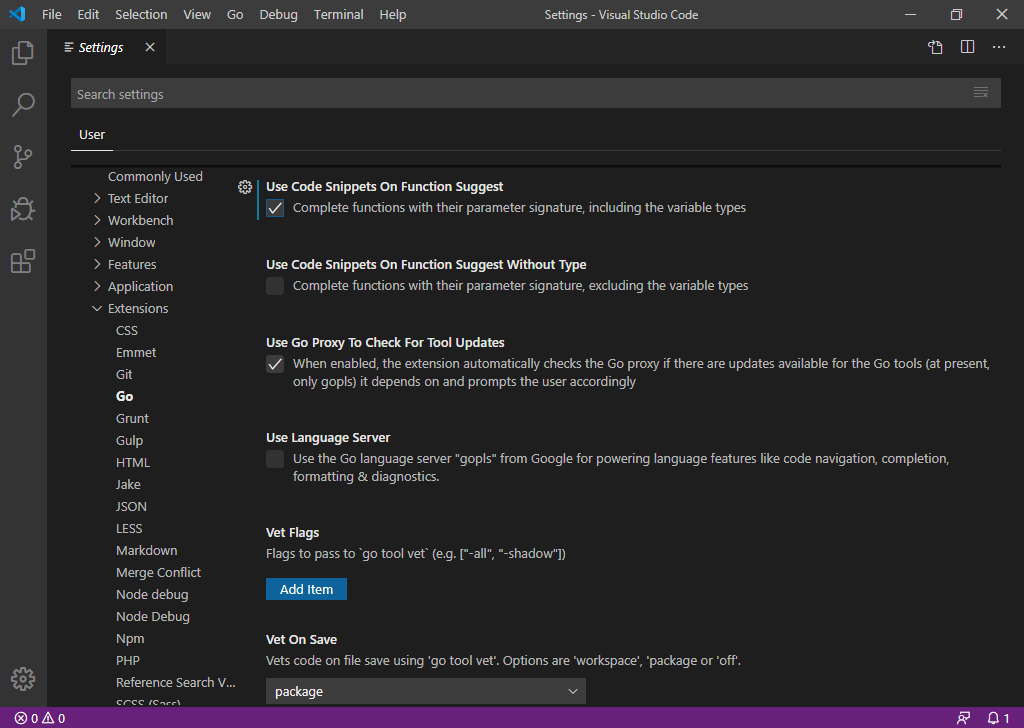 File Edit Selection View Go Debug Terminal Help Settings - Visual Studio Code
Settings
Search settings
User
Commonly Used
Text Editor
Workbench
Window
Features
Application
Extensions
CSS
Emmet
Git
Go
Grunt
Gulp
HTML
Jake
JSON
LESS
Markdown
Merge Conflict
Node debug
Node Debug
Npm
PHP
Reference Search V...
SCSS (Sass)
Use Code Snippets On Function Suggest
Complete functions with their parameter signature, including the variable types
Use Code Snippets On Function Suggest Without Type
Complete functions with their parameter signature, excluding the variable types
Use Go Proxy To Check For Tool Updates
When enabled, the extension automatically checks the Go proxy if there are updates available for the Go tools (at present,
only gopls) it depends on and prompts the user accordingly
Use Language Server
Use the Go language server "gopls" from Google for powering language features like code navigation, completion,
formatting & diagnostics.
Vet Flags
Flags to pass to `go tool vet` (e.g. ["-all", "-shadow"])
Add Item
Vet On Save
Vets code on file save using 'go tool vet'. Options are 'workspace', 'package or 'off'.
package
0 0 1